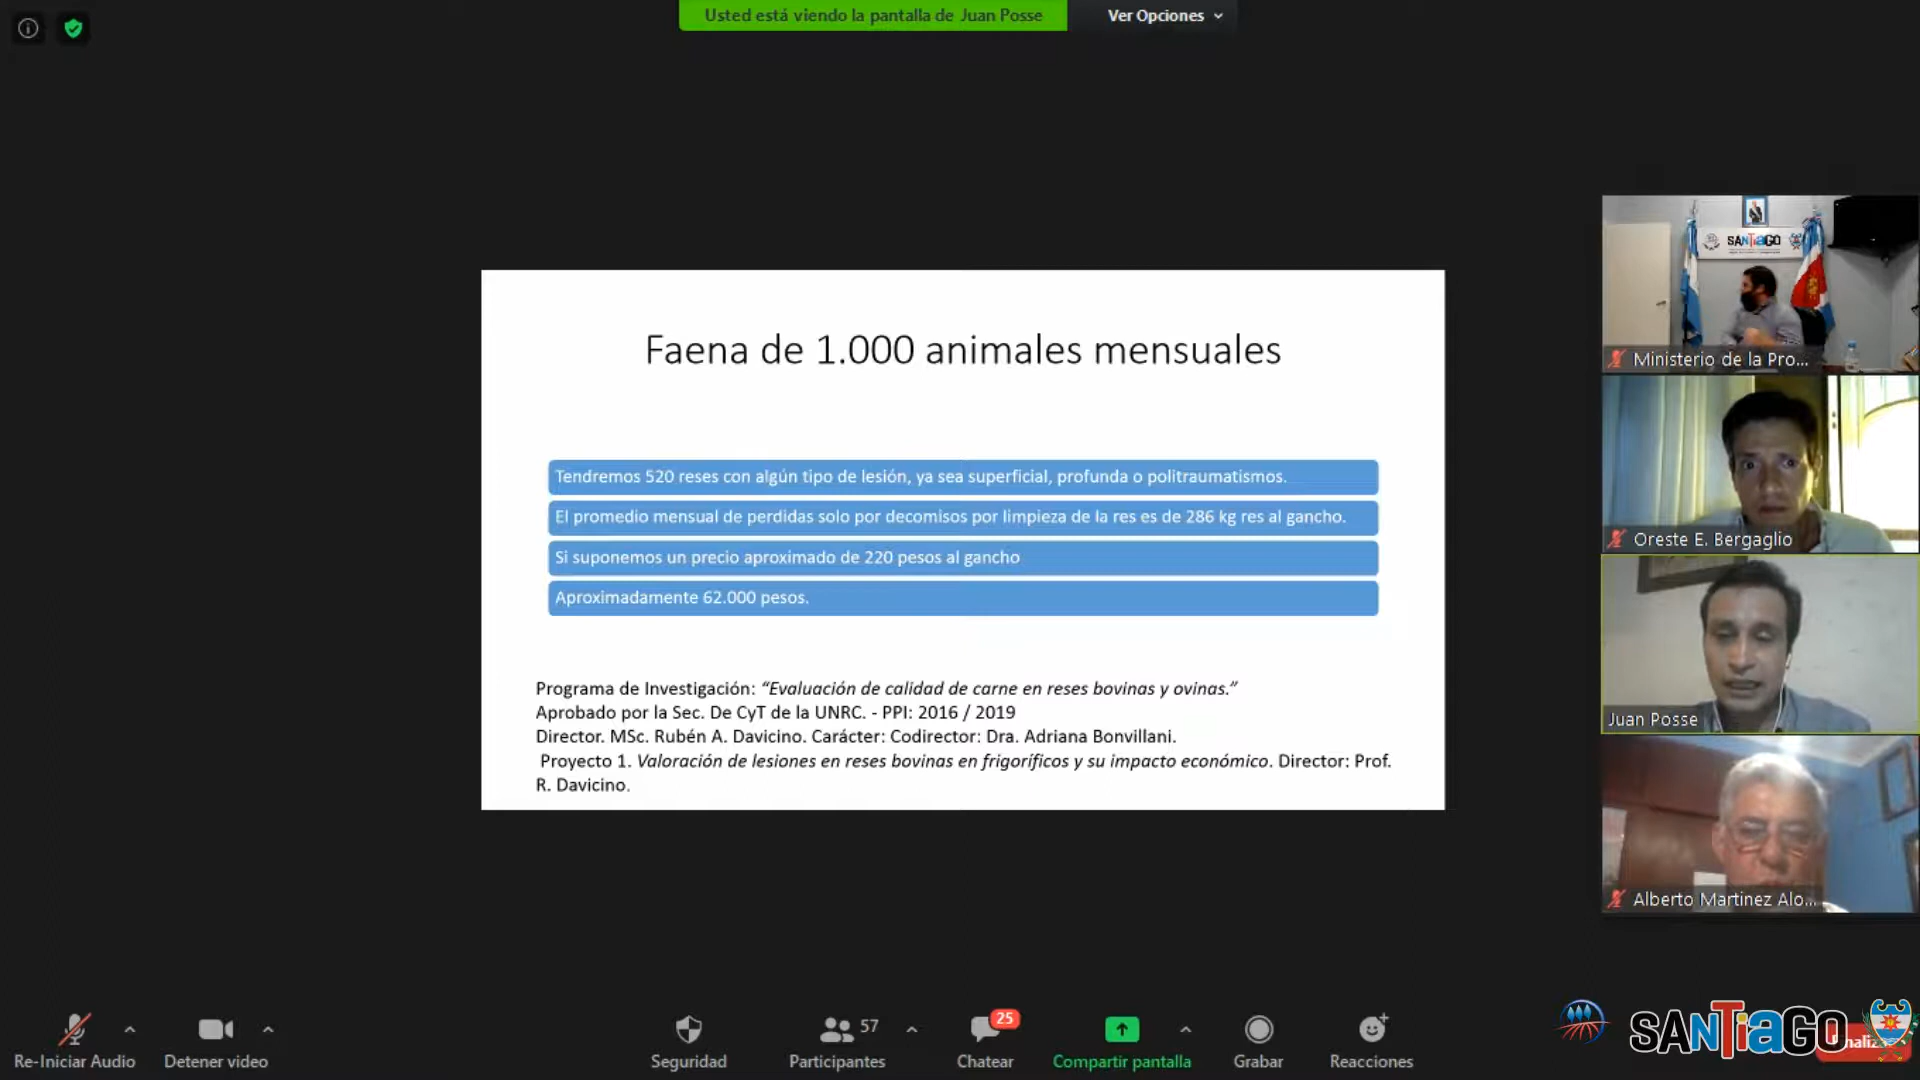 Usted está viendo la pantalla de Juan Posse
Ver Opciones
Faena de 1.000 animales mensuales
Tendremos 520 reses con algún tipo de lesión, ya sea superficial, profunda o politraumatismos.
El promedio mensual de perdidas solo por decomisos por limpieza de la res es de 286 kg res al gancho.
Si suponemos un precio aproximado de 220 pesos al gancho
Aproximadamente 62.000 pesos.
Programa de Investigación: “Evaluación de calidad de carne en reses bovinas y ovinas.”
Aprobado por la Sec. De CyT de la UNRC. - PPI: 2016 / 2019
Director. MSc. Rubén A. Davicino. Carácter: Codirector: Dra. Adriana Bonvillani.
Proyecto 1. Valoración de lesiones en reses bovinas en frigoríficos y su impacto económico. Director: Prof.
R. Davicino.
SANTIAGO
Ministerio de la Pro...
Oreste E. Bergaglio
Juan Posse
Alberto Martinez Alo...
Re-Iniciar Audio
Detener video
Seguridad
57
Participantes
25
Chatear
Compartir pantalla
Grabar
Reacciones
SANTIAGO